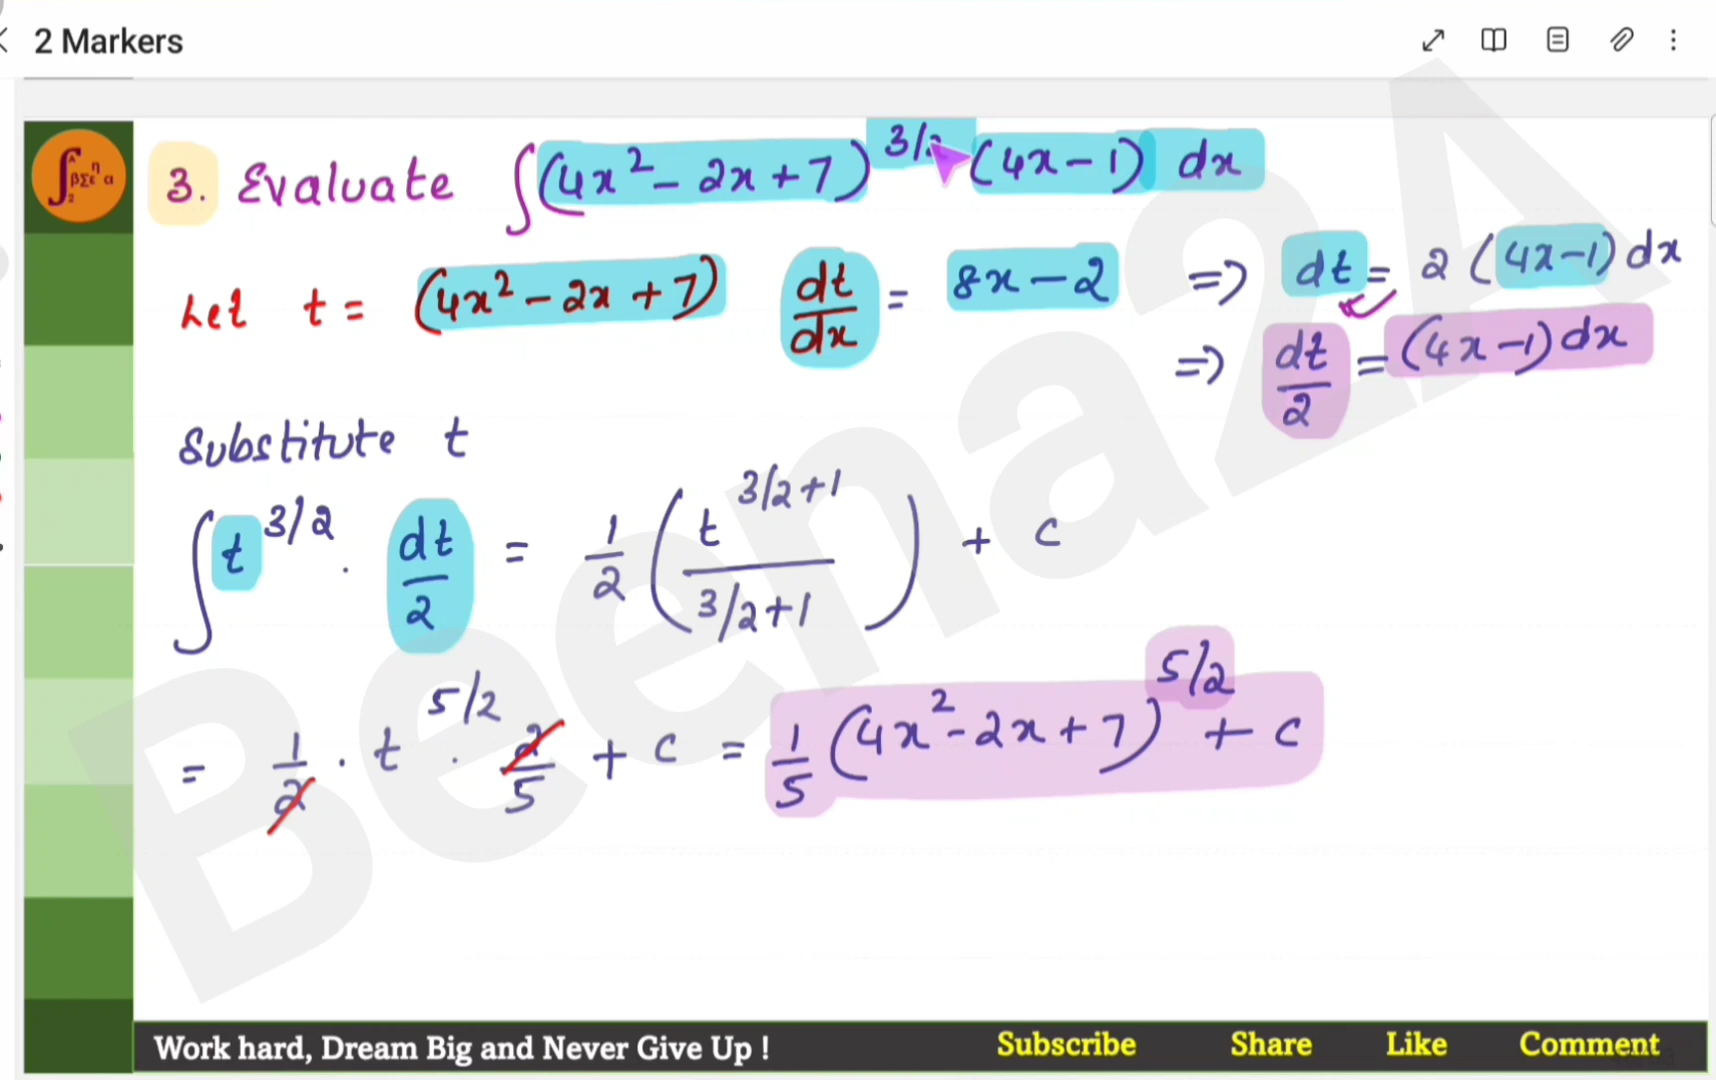 2 Markers
3. Evaluate ∫(4x² - 2x + 7)^3/2 (4x - 1) dx
Let t = (4x² - 2x + 7) dt/dx = 8x - 2 => dt = 2 (4x-1) dx
=> dt/2 = (4x-1) dx
Substitute t
∫ t^3/2 . dt/2 = 1/2 (t^3/2+1 / 3/2+1) + c
= 1/2 . t^5/2 . 2/5 + c = 1/5 (4x² - 2x + 7)^5/2 + c
Beena2A
Work hard, Dream Big and Never Give Up ! Subscribe Share Like Comment